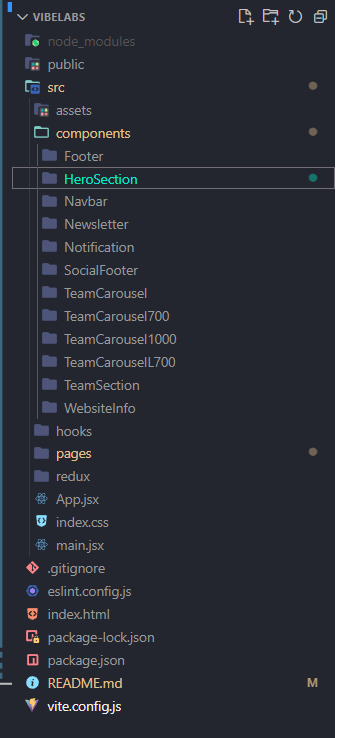 VIBELABS
node_modules
public
src
assets
components
Footer
HeroSection
Navbar
Newsletter
Notification
SocialFooter
TeamCarousel
TeamCarousel700
TeamCarousel1000
TeamCarouselL700
TeamSection
WebsiteInfo
hooks
pages
redux
App.jsx
index.css
main.jsx
.gitignore
eslint.config.js
index.html
package-lock.json
package.json
README.md M
vite.config.js